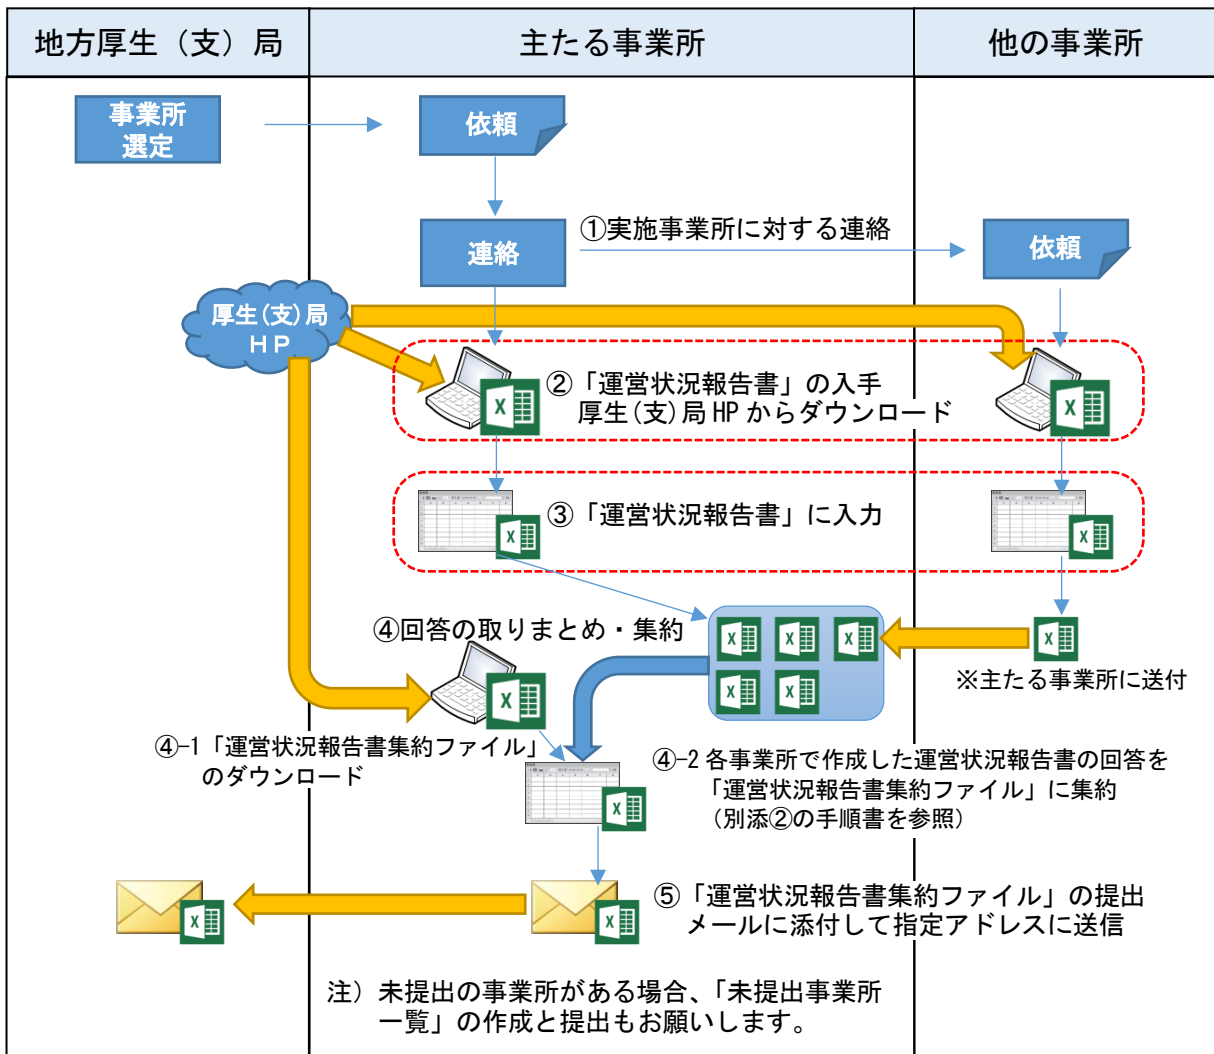 地方厚生（支）局
主たる事業所
他の事業所
事業所
選定
依頼
連絡
①実施事業所に対する連絡
依頼
厚生(支)局
ＨＰ
②「運営状況報告書」の入手
厚生(支)局HPからダウンロード
③「運営状況報告書」に入力
④回答の取りまとめ・集約
※主たる事業所に送付
④-1「運営状況報告書集約ファイル」
のダウンロード
④-2 各事業所で作成した運営状況報告書の回答を
「運営状況報告書集約ファイル」に集約
（別添②の手順書を参照）
⑤「運営状況報告書集約ファイル」の提出
メールに添付して指定アドレスに送信
注）未提出の事業所がある場合、「未提出事業所
一覧」の作成と提出もお願いします。